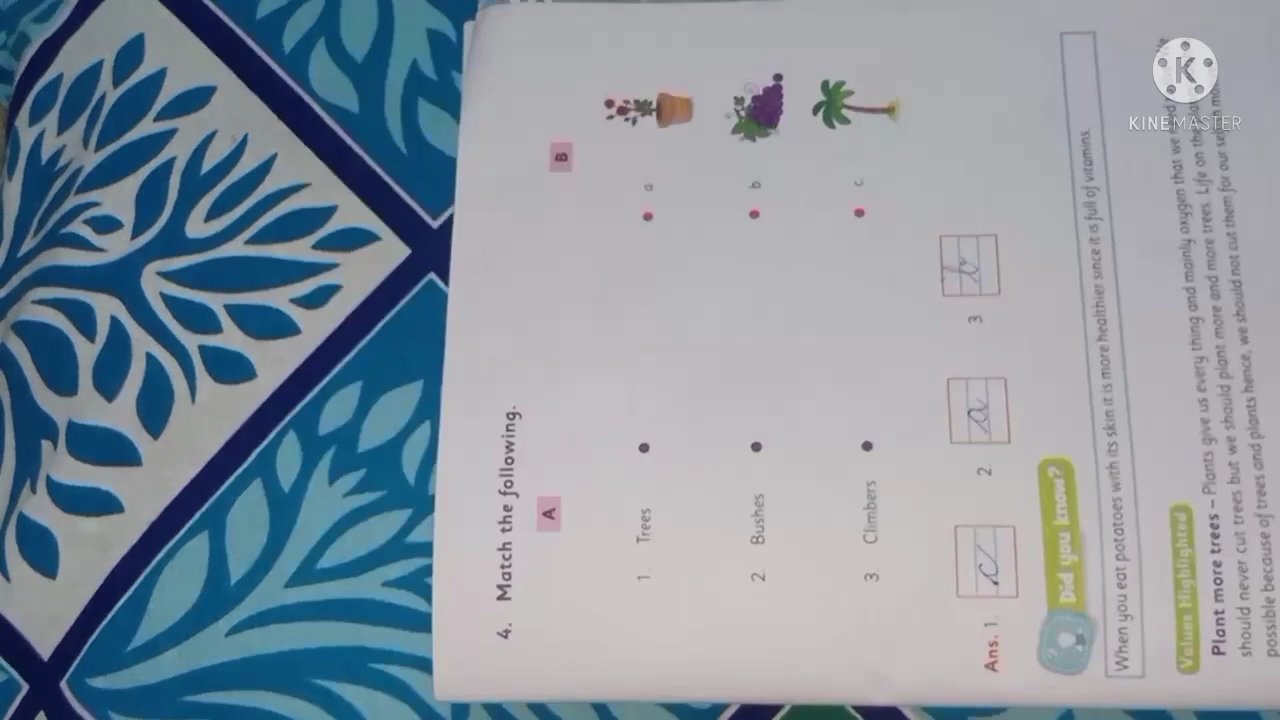 4. Match the following.
A B
1. Trees a.
2. Bushes b.
3. Climbers c.
Ans. 1. c 2. a 3. b
Did you know?
When you eat potatoes with its skin it is more healthier since it is full of vitamins.
Values Highlighted
Plant more trees – Plants give us every thing and mainly oxygen that we
should never cut trees but we should plant more and more trees. Life on
possible because of trees and plants hence, we should not cut them for our
K
KINEMASTER